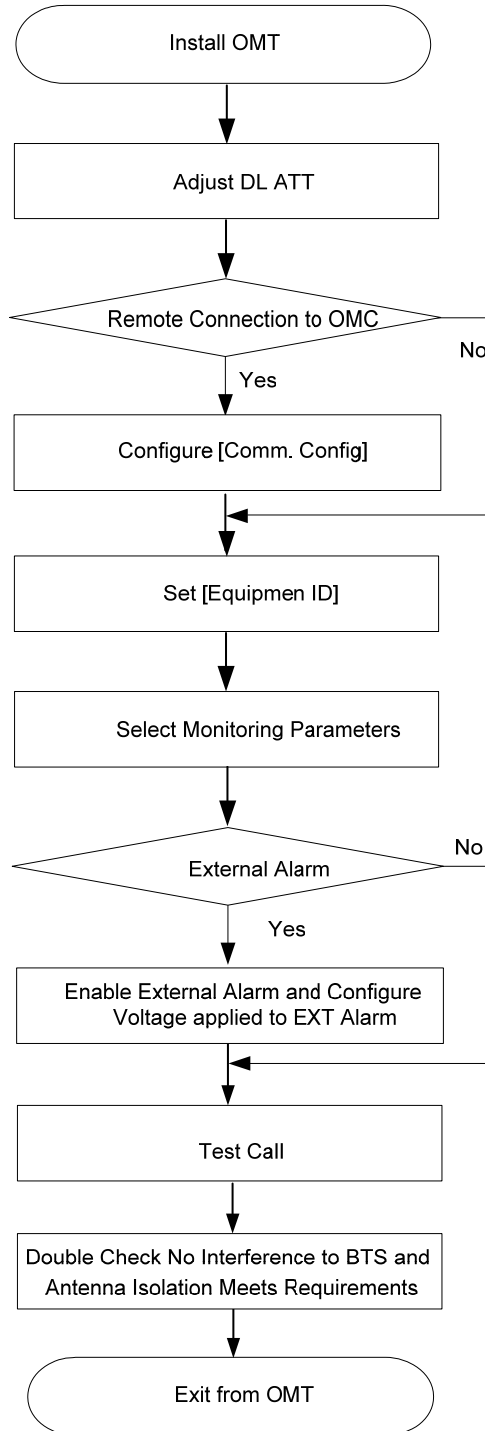 Install OMT
Adjust DL ATT
Remote Connection to OMC
No
Yes
Configure [Comm. Config]
Set [Equipmen ID]
Select Monitoring Parameters
External Alarm
No
Yes
Enable External Alarm and Configure
Voltage applied to EXT Alarm
Test Call
Double Check No Interference to BTS and
Antenna Isolation Meets Requirements
Exit from OMT